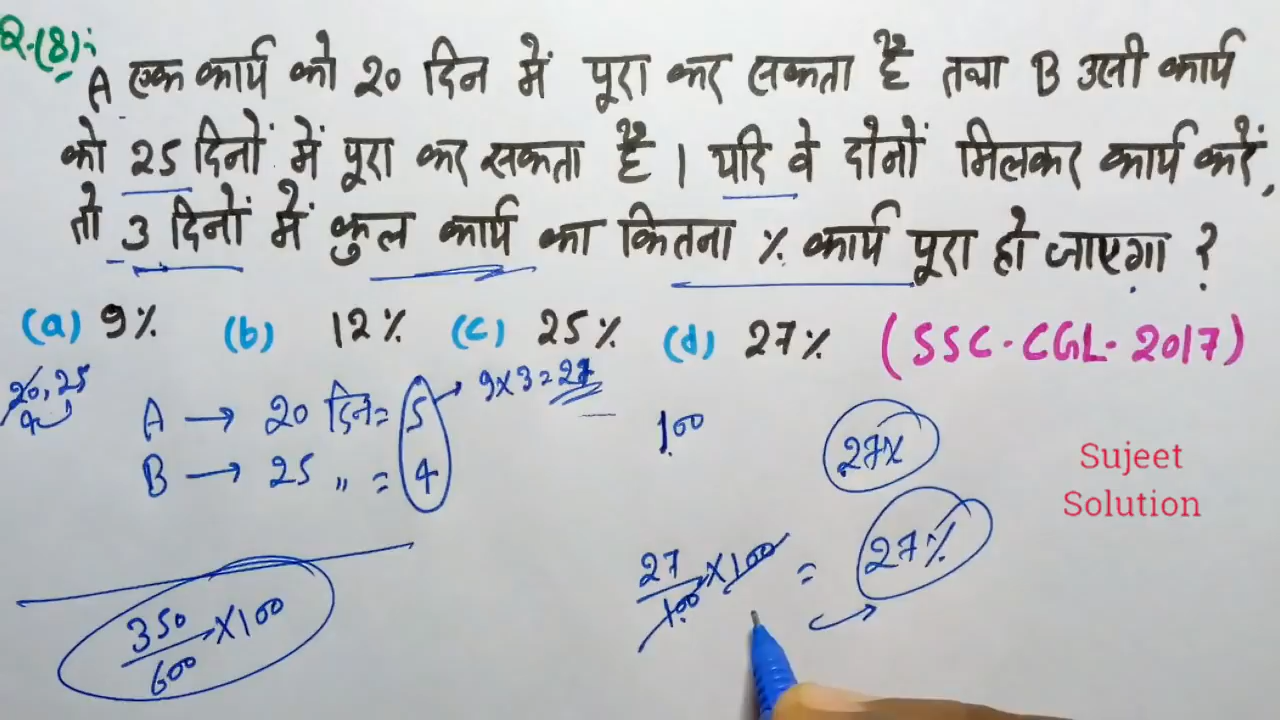 Q.(8):
A एक कार्य को 20 दिन में पूरा कर सकता है तथा B उसी कार्य
को 25 दिनों में पूरा कर सकता है । यदि वे दोनों मिलकर कार्य करें,
तो 3 दिनों में कुल कार्य का कितना % कार्य पूरा हो जाएगा ?
(a) 9% (b) 12% (c) 25% (d) 27% (SSC-CGL-2017)
20, 25
A → 20 दिन = 5 → 9×3=27
B → 25 " = 4
100
27%
Sujeet
Solution
27/100 ×100 = 27%
350/600 ×100